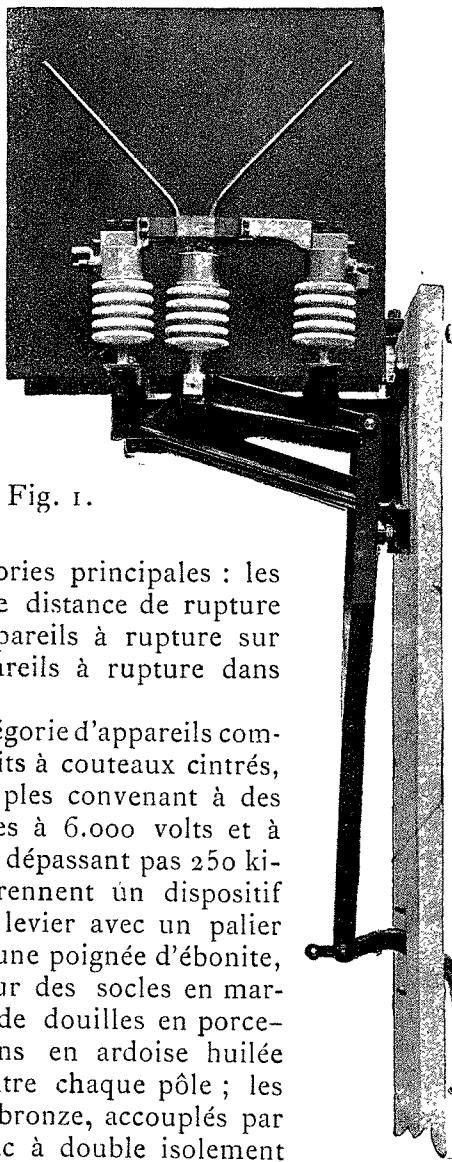 Fig. 1.
ories principales : les
e distance de rupture
pareils à rupture sur
areils à rupture dans
égorie d'appareils com-
its à couteaux cintrés,
ples convenant à des
es à 6.000 volts et à
dépassant pas 250 ki-
rennent un dispositif
levier avec un palier
une poignée d'ébonite,
ur des socles en mar-
de douilles en porce-
ns en ardoise huilée
tre chaque pôle ; les
bronze, accouplés par
c à double isolement